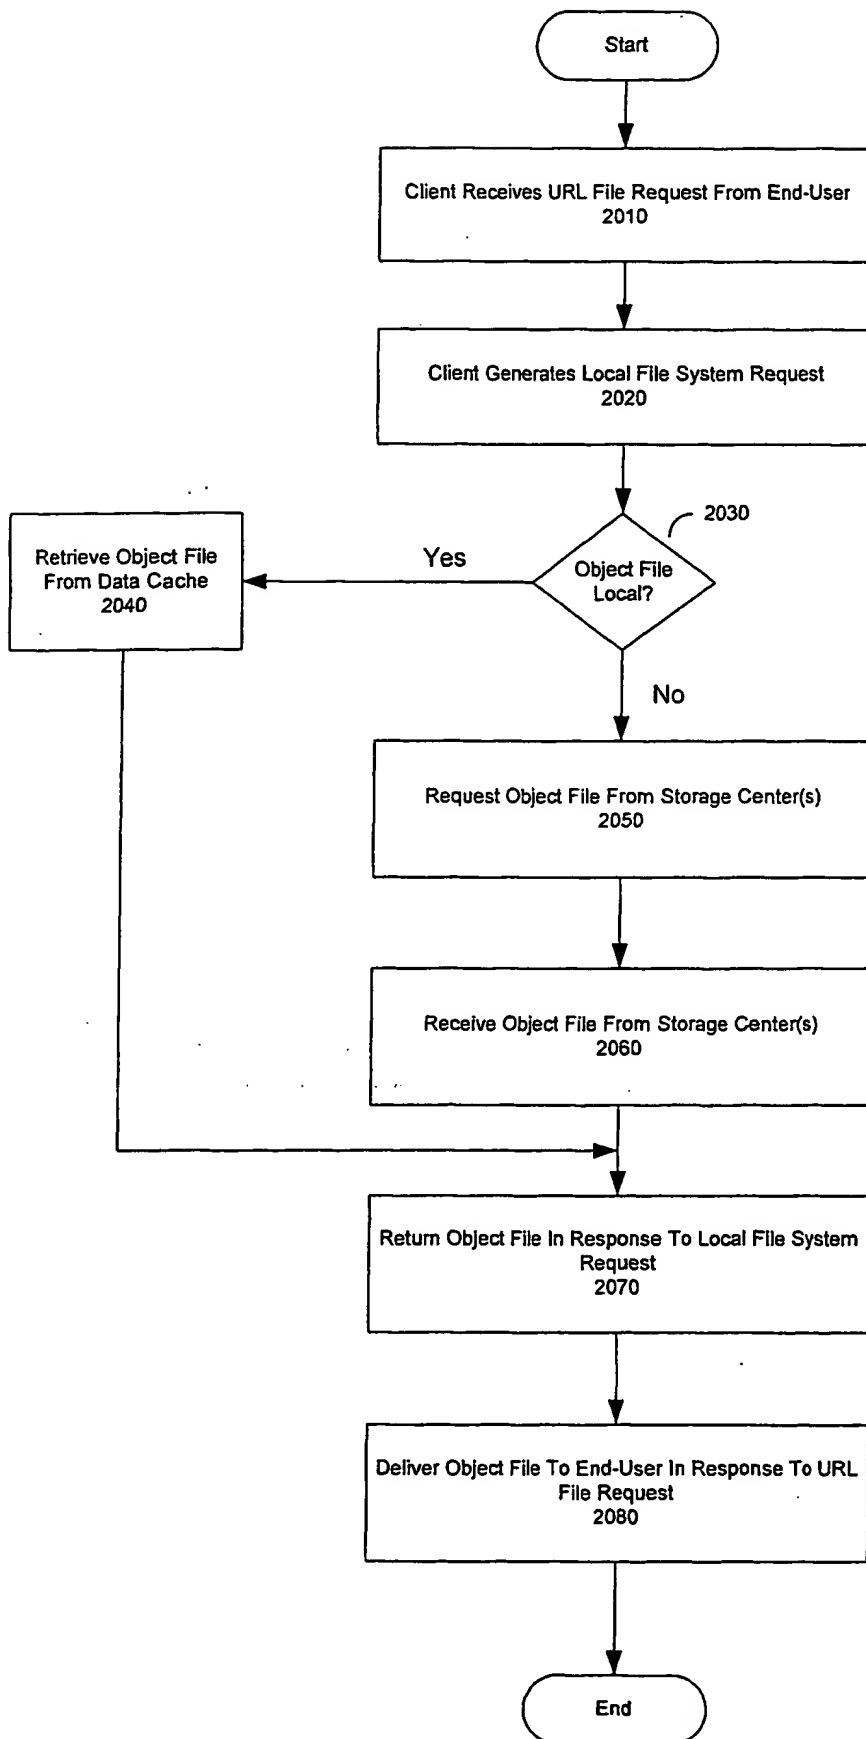 Start
Client Receives URL File Request From End-User
2010
Client Generates Local File System Request
2020
2030
Object File
Local?
Yes
Retrieve Object File
From Data Cache
2040
No
Request Object File From Storage Center(s)
2050
Receive Object File From Storage Center(s)
2060
Return Object File In Response To Local File System
Request
2070
Deliver Object File To End-User In Response To URL
File Request
2080
End